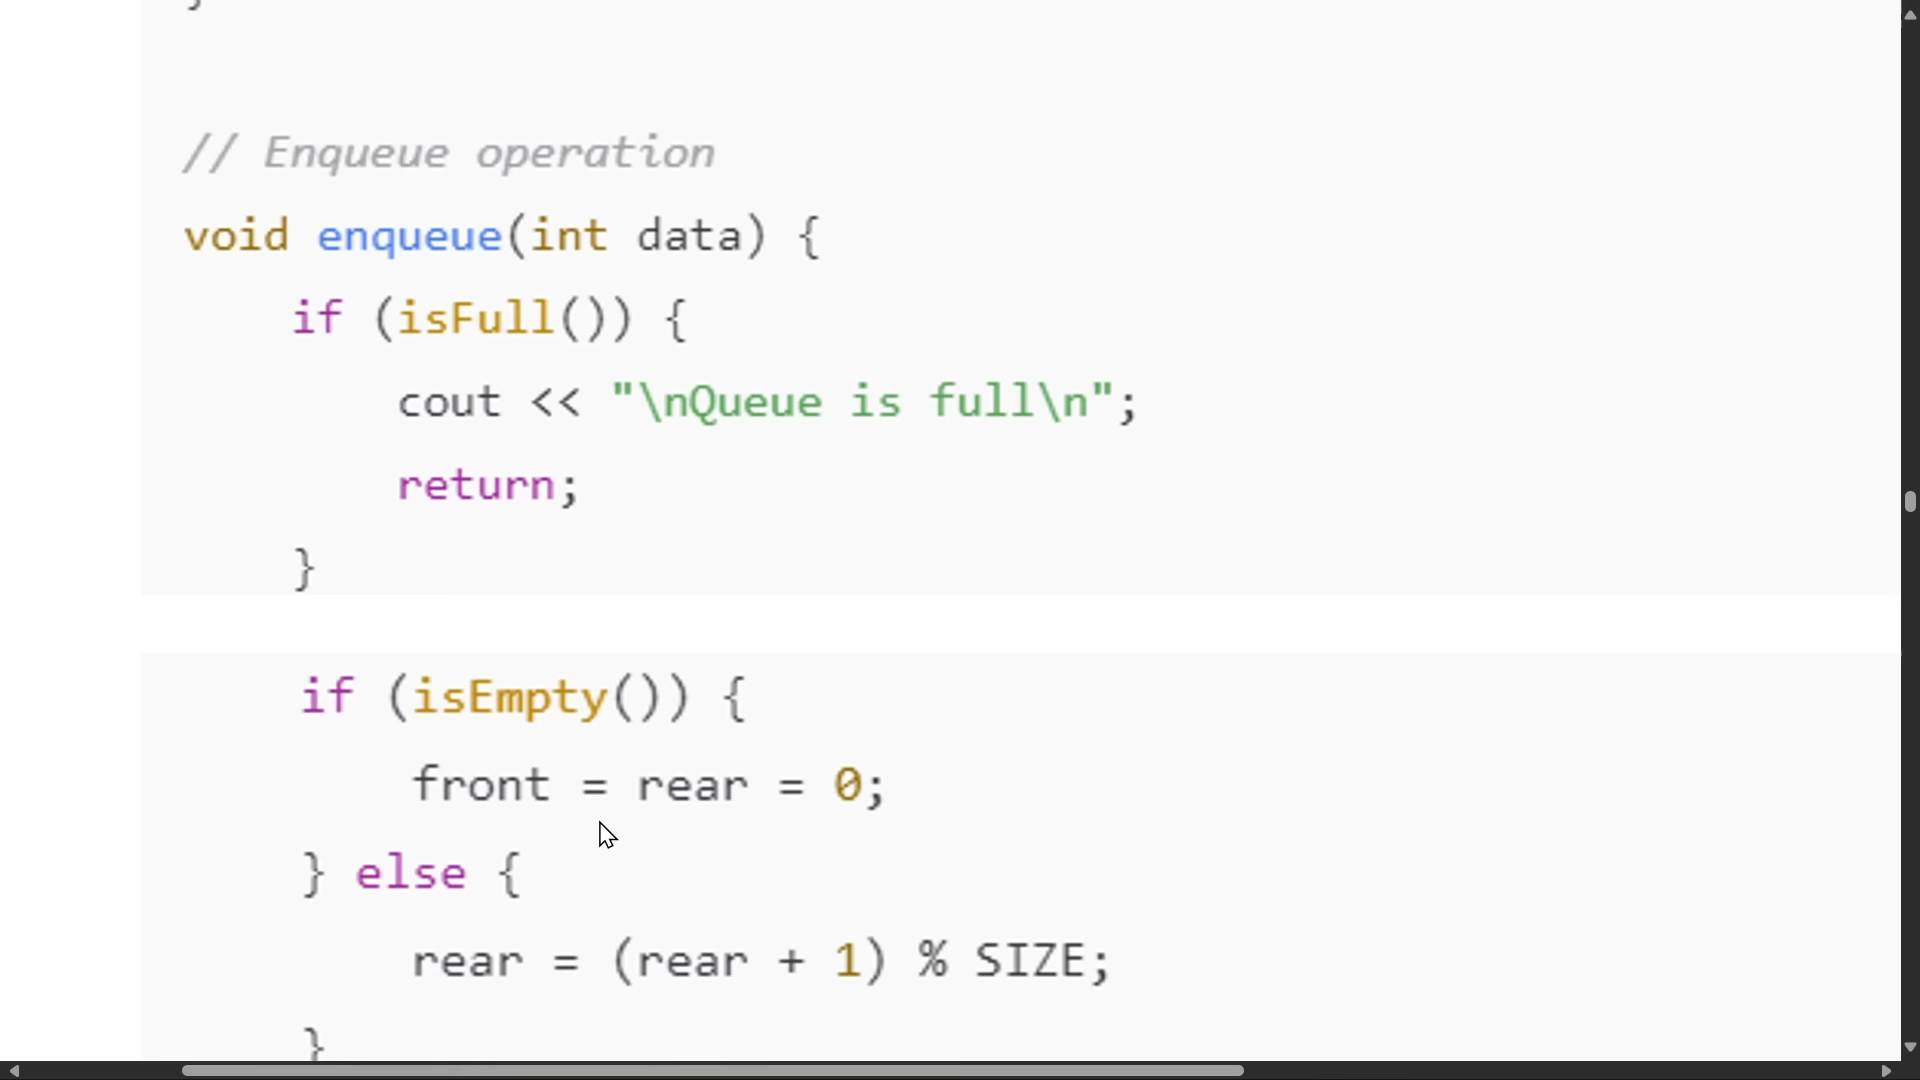 }
// Enqueue operation
void enqueue(int data) {
if (isFull()) {
cout << "\nQueue is full\n";
return;
}
if (isEmpty()) {
front = rear = 0;
} else {
rear = (rear + 1) % SIZE;
}